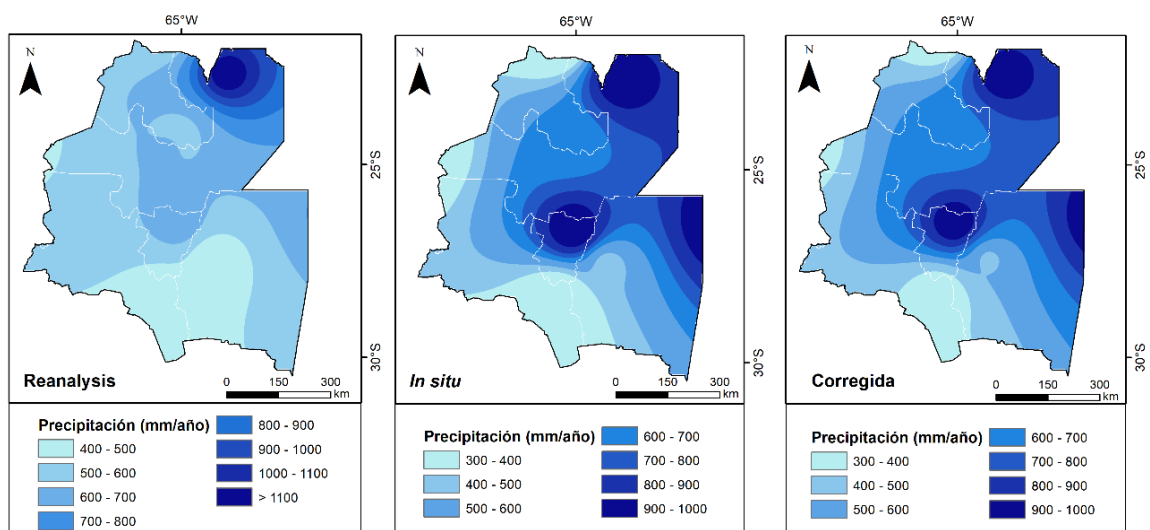 65°W
65°W
65°W
N
N
N
25°S
25°S
25°S
30°S
30°S
30°S
Reanalysis
0 150 300
km
In situ
0 150 300
km
Corregida
0 150 300
km
Precipitación (mm/año)
400 - 500
500 - 600
600 - 700
700 - 800
800 - 900
900 - 1000
1000 - 1100
> 1100
Precipitación (mm/año)
300 - 400
400 - 500
500 - 600
600 - 700
700 - 800
800 - 900
900 - 1000
Precipitación (mm/año)
300 - 400
400 - 500
500 - 600
600 - 700
700 - 800
800 - 900
900 - 1000